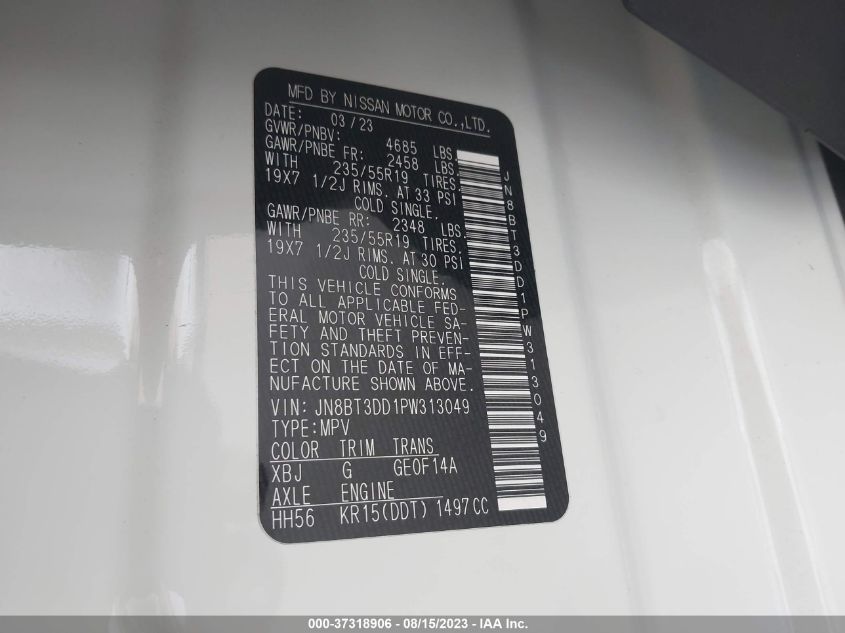 MFD BY NISSAN MOTOR CO.,LTD.
DATE: 03/23
GVWR/PNBV: 4685 LBS.
GAWR/PNBE FR: 2458 LBS.
WITH 235/55R19 TIRES.
19X7 1/2J RIMS. AT 33 PSI
COLD SINGLE.
GAWR/PNBE RR: 2348 LBS.
WITH 235/55R19 TIRES.
19X7 1/2J RIMS. AT 30 PSI
COLD SINGLE.
THIS VEHICLE CONFORMS
TO ALL APPLICABLE FED-
ERAL MOTOR VEHICLE SA-
FETY AND THEFT PREVEN-
TION STANDARDS IN EFF-
ECT ON THE DATE OF MA-
NUFACTURE SHOWN ABOVE.
VIN:JN8BT3DD1PW313049
TYPE:MPV
COLOR TRIM TRANS
XBJ G GE0F14A
AXLE ENGINE
HH56 KR15(DDT) 1497CC
JN8BT3DD1PW313049
000-37318906 - 08/15/2023 - IAA Inc.